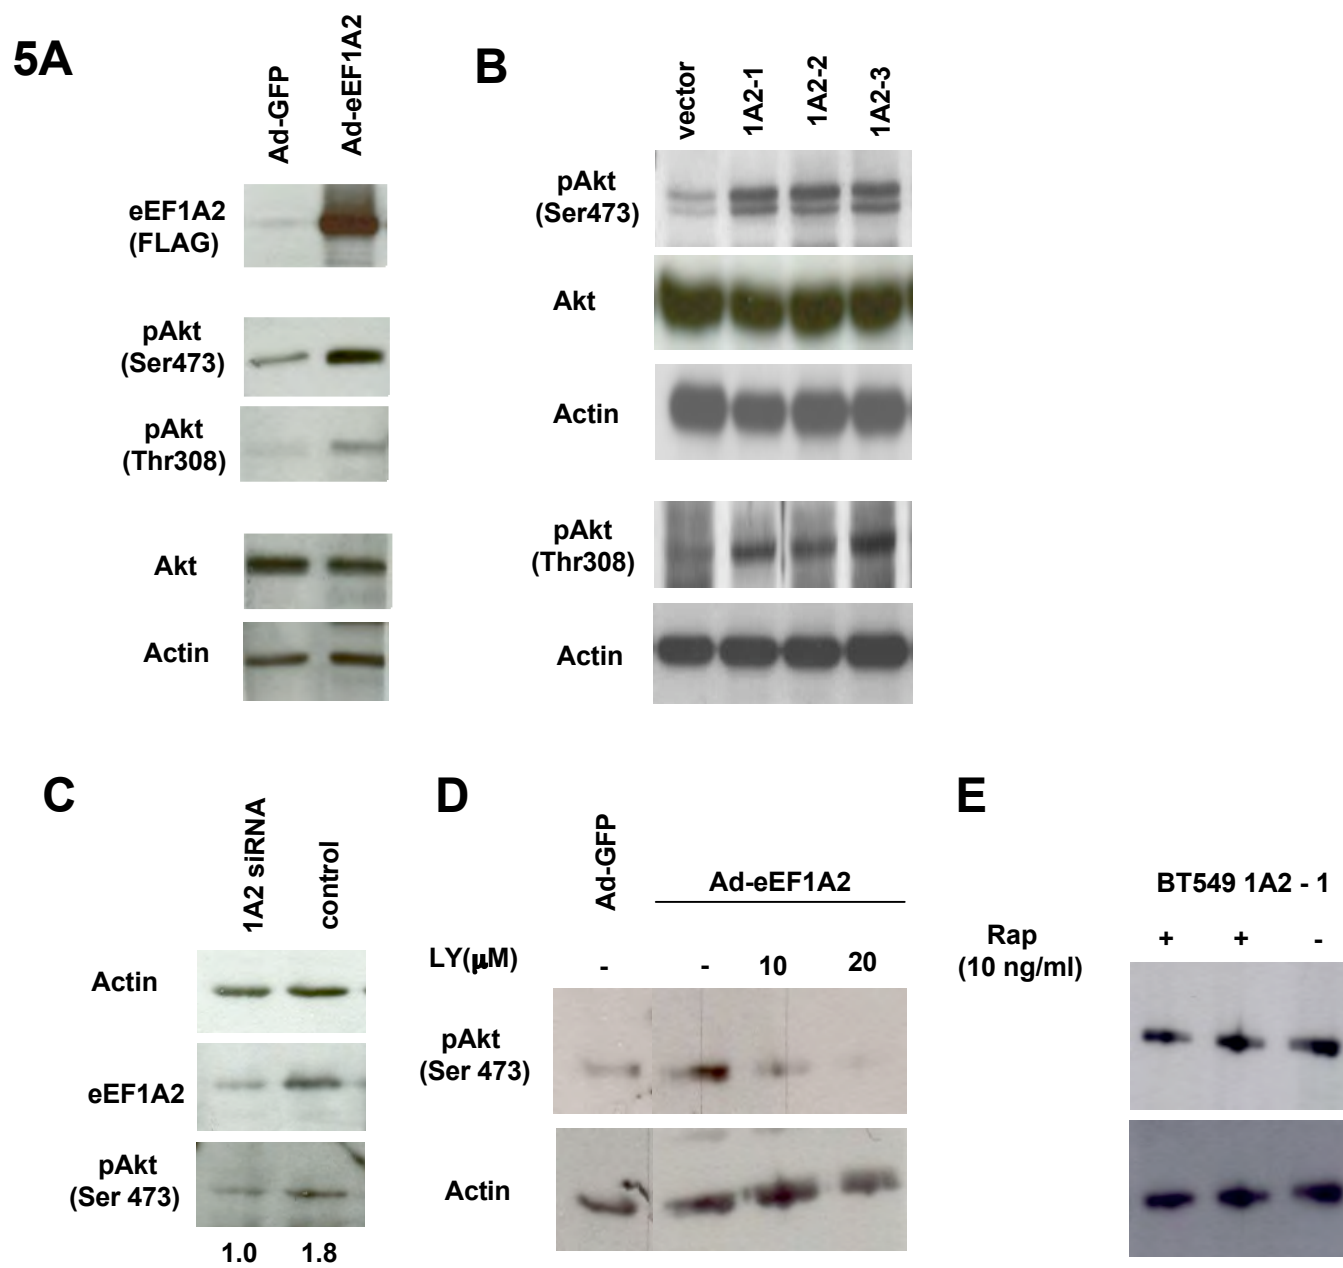 5A
Ad-GFP
Ad-eEF1A2
eEF1A2
(FLAG)
pAkt
(Ser473)
pAkt
(Thr308)
Akt
Actin
B
vector
1A2-1
1A2-2
1A2-3
pAkt
(Ser473)
Akt
Actin
pAkt
(Thr308)
Actin
C
1A2 siRNA
control
Actin
eEF1A2
pAkt
(Ser 473)
1.0 1.8
D
Ad-GFP
Ad-eEF1A2
LY(μM) - - 10 20
pAkt
(Ser 473)
Actin
E
BT549 1A2 - 1
Rap + + -
(10 ng/ml)